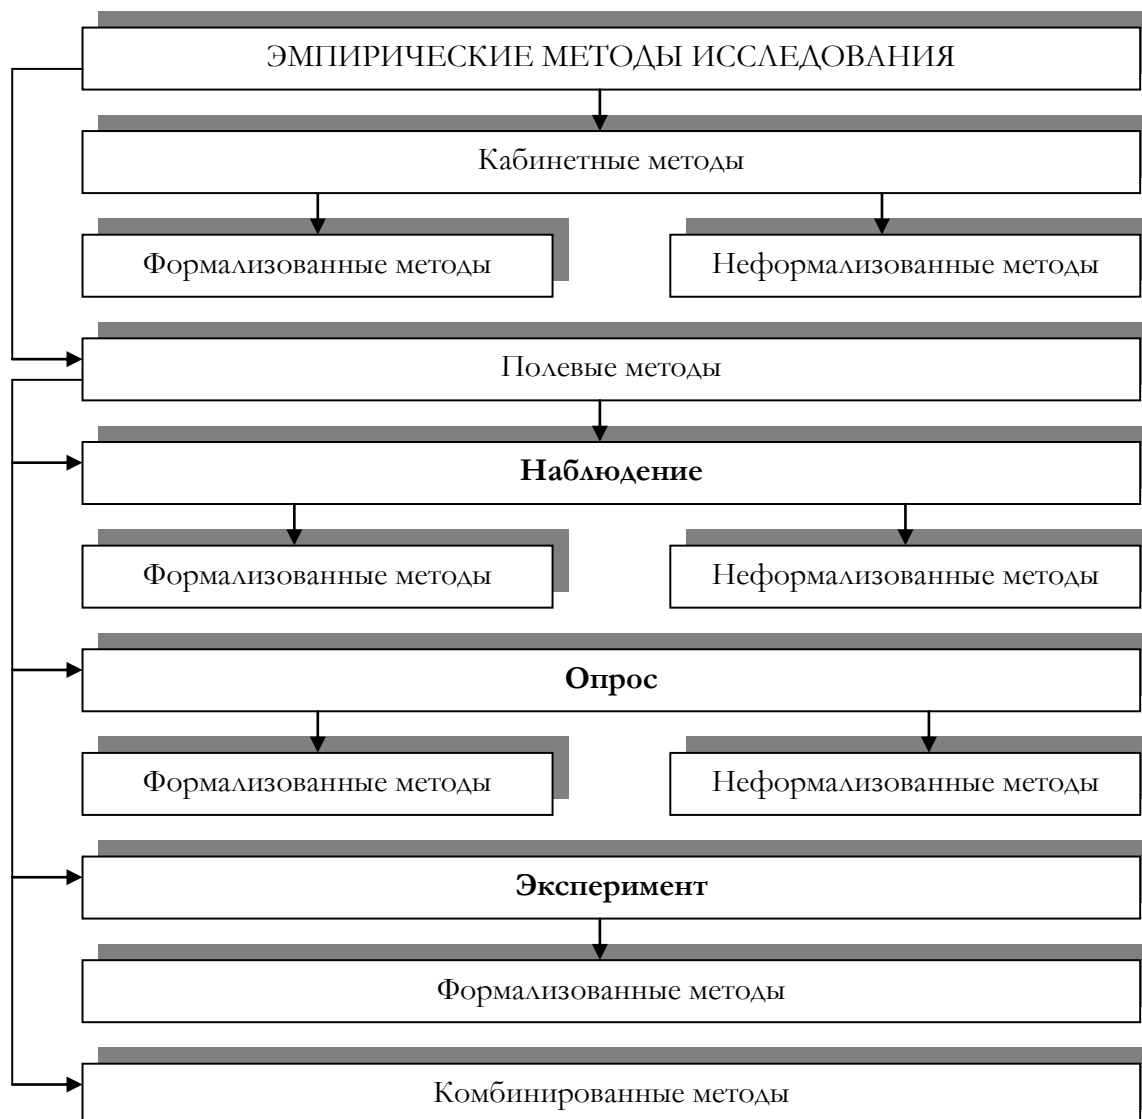 ЭМПИРИЧЕСКИЕ МЕТОДЫ ИССЛЕДОВАНИЯ
Кабинетные методы
Формализованные методы
Неформализованные методы
Полевые методы
Наблюдение
Формализованные методы
Неформализованные методы
Опрос
Формализованные методы
Неформализованные методы
Эксперимент
Формализованные методы
Комбинированные методы